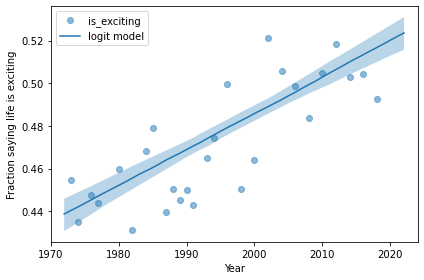 is_exciting
logit model
Fraction saying life is exciting
0.52
0.50
0.48
0.46
0.44
1970
1980
1990
2000
2010
2020
Year